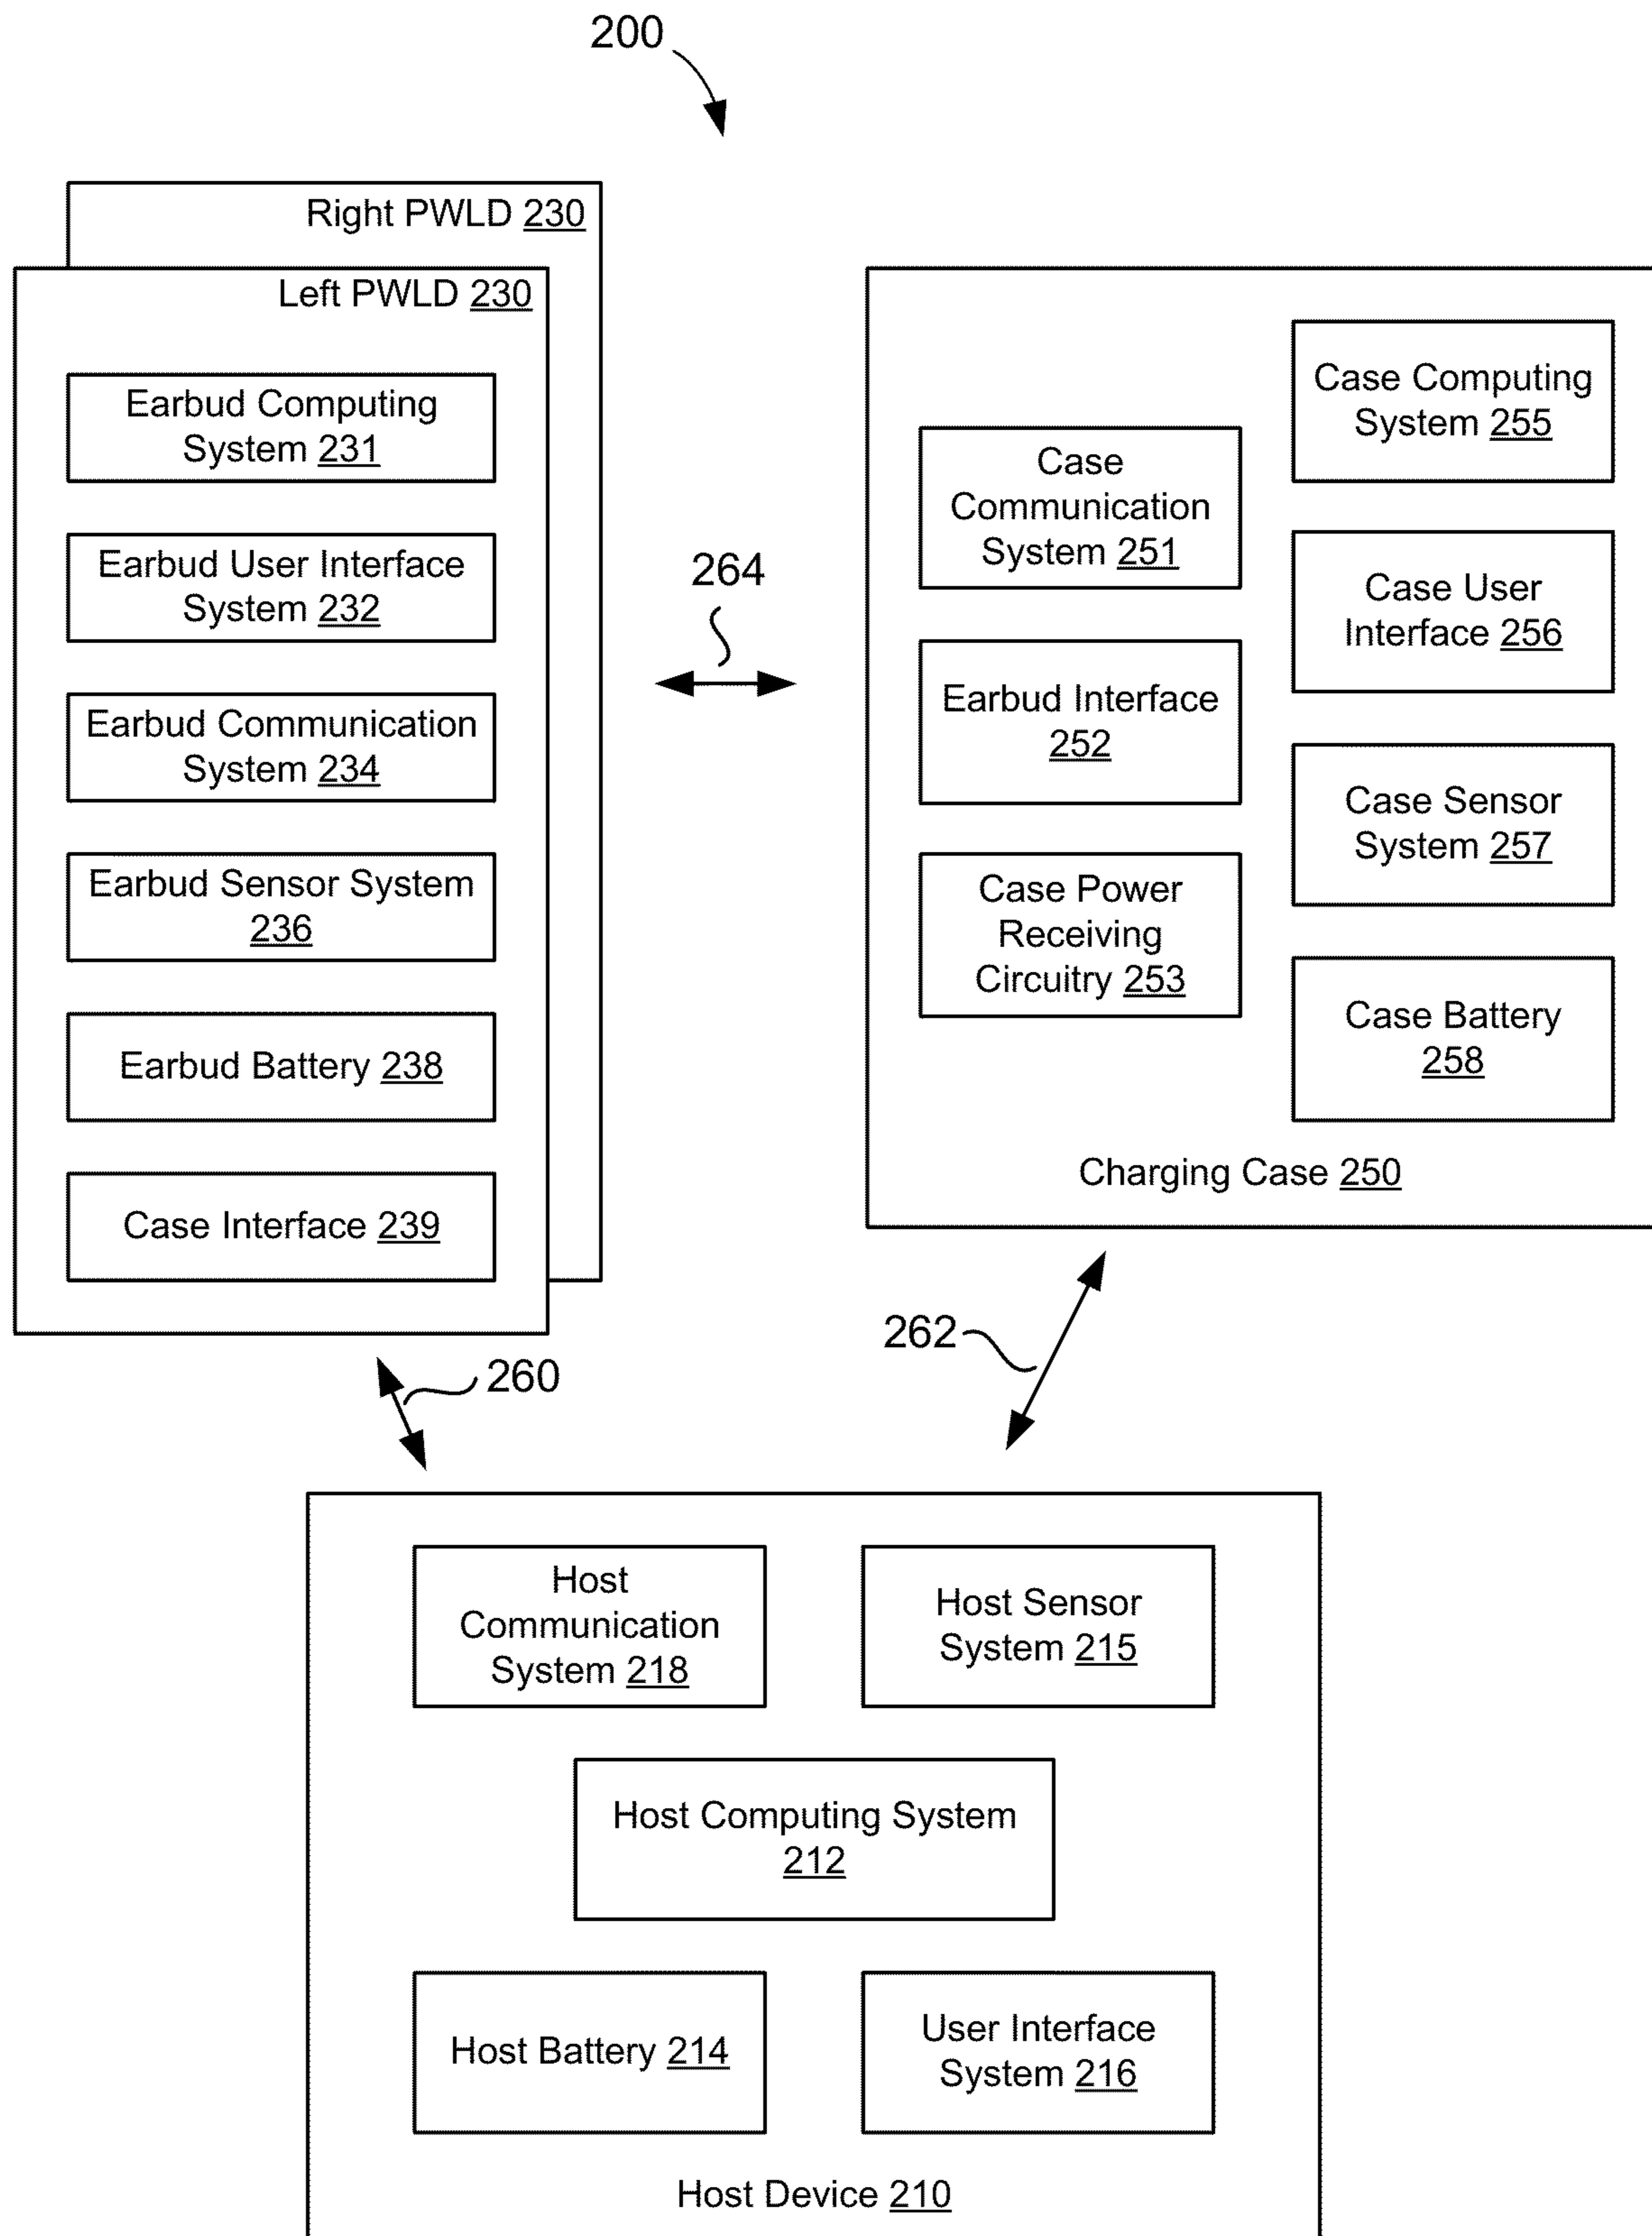 200
Right PWLD 230
Left PWLD 230
Earbud Computing
System 231
Earbud User Interface
System 232
Earbud Communication
System 234
Earbud Sensor System
236
Earbud Battery 238
Case Interface 239
264
Case
Communication
System 251
Earbud Interface
252
Case Power
Receiving
Circuitry 253
Case Computing
System 255
Case User
Interface 256
Case Sensor
System 257
Case Battery
258
Charging Case 250
260
262
Host
Communication
System 218
Host Sensor
System 215
Host Computing System
212
Host Battery 214
User Interface
System 216
Host Device 210